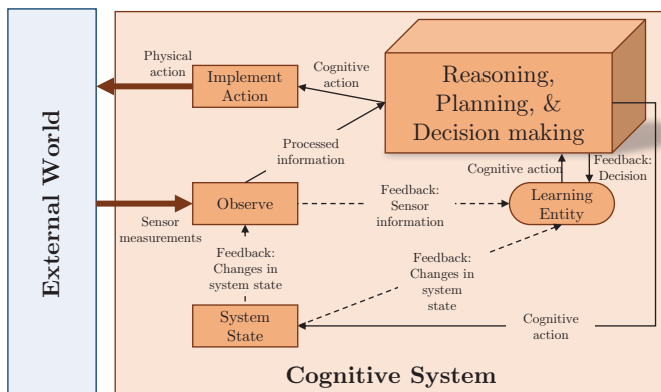 External World
Physical
action
Implement
Action
Cognitive
action
Reasoning,
Planning, &
Decision making
Processed
information
Cognitive action
Feedback:
Decision
Sensor
measurements
Observe
Feedback:
Sensor
information
Learning
Entity
Feedback:
Changes in
system state
Feedback:
Changes in
system
state
System
State
Cognitive
action
Cognitive System